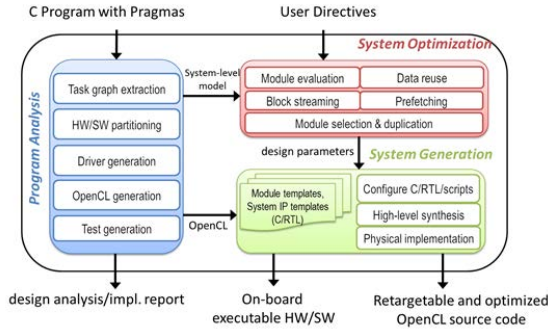 C Program with Pragmas
User Directives
System Optimization
Program Analysis
Task graph extraction
HW/SW partitioning
Driver generation
OpenCL generation
Test generation
System-level
model
Module evaluation
Data reuse
Block streaming
Prefetching
Module selection & duplication
design parameters
System Generation
OpenCL
Module templates,
System IP templates
(C/RTL)
Configure C/RTL/scripts
High-level synthesis
Physical implementation
design analysis/impl. report
On-board
executable HW/SW
Retargetable and optimized
OpenCL source code